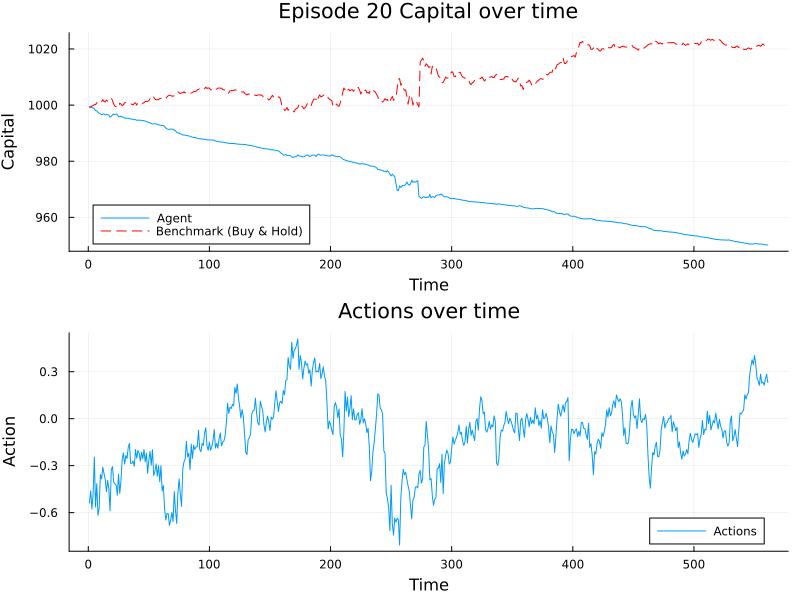 Episode 20 Capital over time
1020
1000
980
960
Capital
Agent
Benchmark (Buy & Hold)
0 100 200 300 400 500
Time
Actions over time
0.3
0.0
−0.3
−0.6
Action
Actions
0 100 200 300 400 500
Time